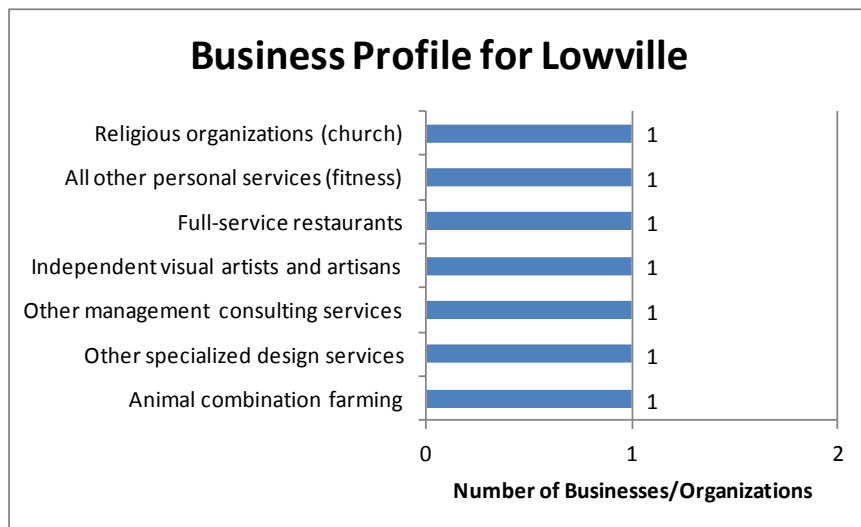 Business Profile for Lowville
Religious organizations (church) 1
All other personal services (fitness) 1
Full-service restaurants 1
Independent visual artists and artisans 1
Other management consulting services 1
Other specialized design services 1
Animal combination farming 1
0 1 2
Number of Businesses/Organizations